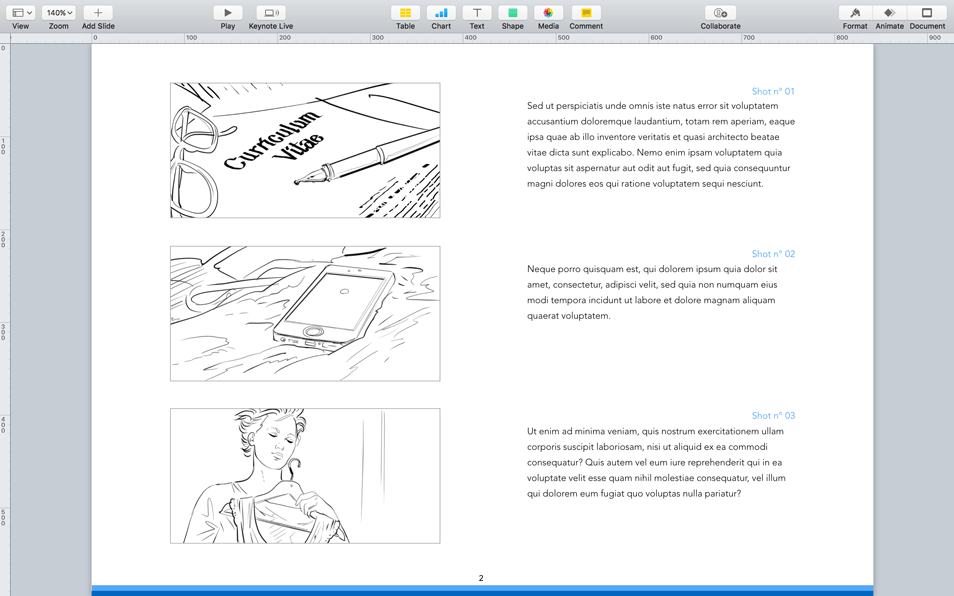 140%
View
Zoom
Add Slide
Play
Keynote Live
Table
Chart
Text
Shape
Media
Comment
Collaborate
Format
Animate
Document
0
100
200
300
400
500
600
700
800
900
0
100
200
300
400
500
Curriculum
Vitae
Shot n° 01
Sed ut perspiciatis unde omnis iste natus error sit voluptatem
accusantium doloremque laudantium, totam rem aperiam, eaque
ipsa quae ab illo inventore veritatis et quasi architecto beatae
vitae dicta sunt explicabo. Nemo enim ipsam voluptatem quia
voluptas sit aspernatur aut odit aut fugit, sed quia consequuntur
magni dolores eos qui ratione voluptatem sequi nesciunt.
Shot n° 02
Neque porro quisquam est, qui dolorem ipsum quia dolor sit
amet, consectetur, adipisci velit, sed quia non numquam eius
modi tempora incidunt ut labore et dolore magnam aliquam
quaerat voluptatem.
Shot n° 03
Ut enim ad minima veniam, quis nostrum exercitationem ullam
corporis suscipit laboriosam, nisi ut aliquid ex ea commodi
consequatur? Quis autem vel eum iure reprehenderit qui in ea
voluptate velit esse quam nihil molestiae consequatur, vel illum
qui dolorem eum fugiat quo voluptas nulla pariatur?
2